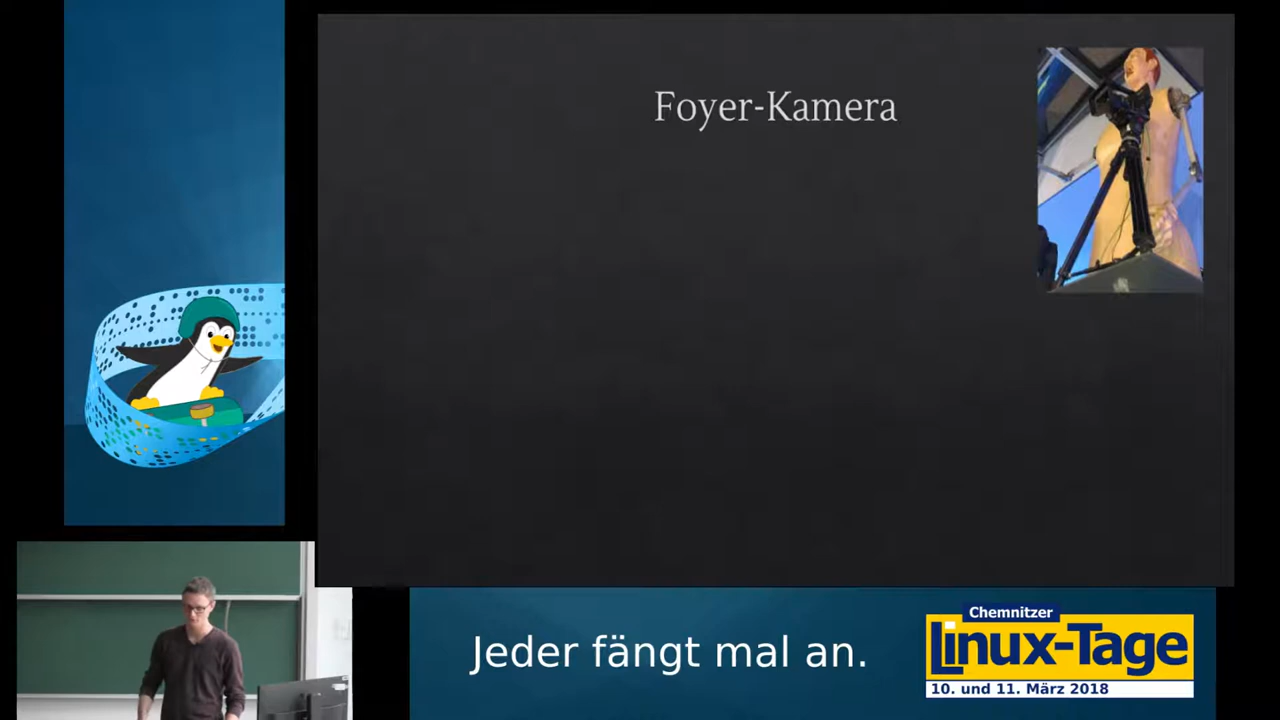 Foyer-Kamera
Jeder fängt mal an.
Chemnitzer
Linux-Tage
10. und 11. März 2018